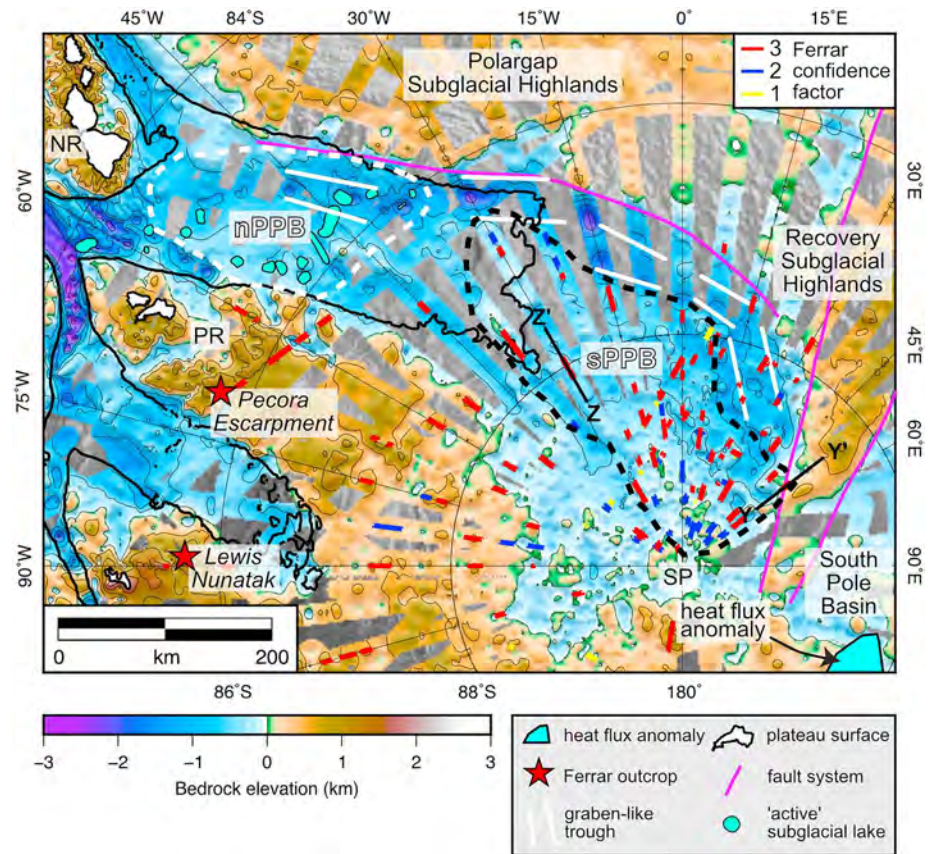 45˚W 84˚S 30˚W 15˚W 0˚ 15˚E
Polargap
Subglacial Highlands
3 Ferrar
2 confidence
1 factor
NR
60˚W
30˚E
nPPB
Recovery
Subglacial
Highlands
Z'
sPPB
PR
45˚E
75˚W
Pecora
Escarpment
Z
60˚E
Y'
Y
Lewis
Nunatak
90˚W
SP
90˚E
South
Pole
Basin
heat flux
anomaly
0 200
km
86˚S 88˚S 180˚
−3 −2 −1 0 1 2 3
Bedrock elevation (km)
heat flux anomaly
plateau surface
Ferrar outcrop
fault system
graben-like
trough
'active'
subglacial lake